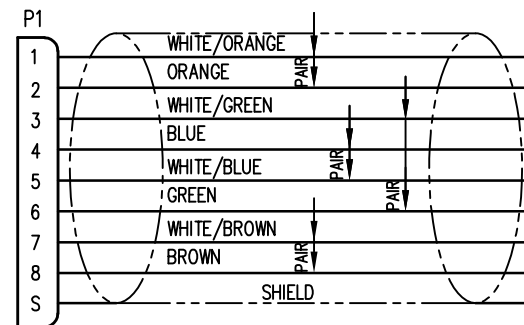 P1
WHITE/ORANGE
1
ORANGE
PAIR
2
WHITE/GREEN
3
BLUE
4
WHITE/BLUE
PAIR
5
GREEN
PAIR
6
WHITE/BROWN
7
BROWN
PAIR
8
SHIELD
S